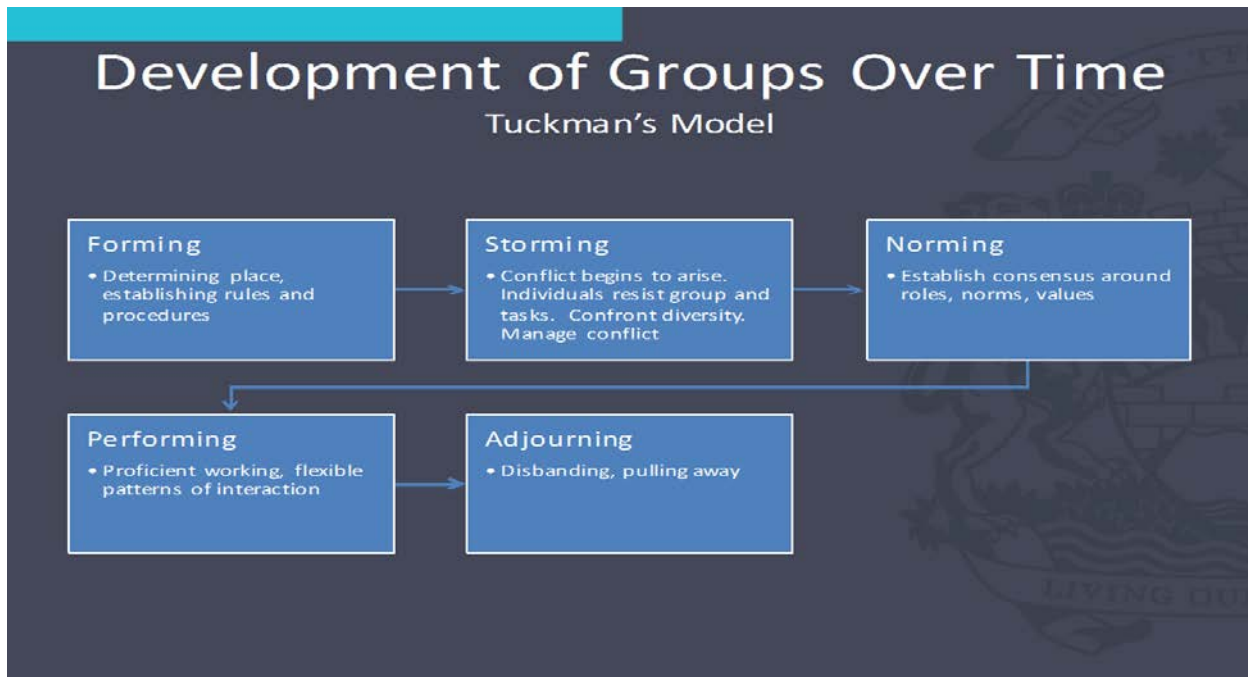 Development of Groups Over Time
Tuckman's Model
Forming
• Determining place,
establishing rules and
procedures
Storming
• Conflict begins to arise.
Individuals resist group and
tasks.  Confront diversity.
Manage conflict
Norming
• Establish consensus around
roles, norms, values
Performing
• Proficient working, flexible
patterns of interaction
Adjourning
• Disbanding, pulling away
LIVING OU